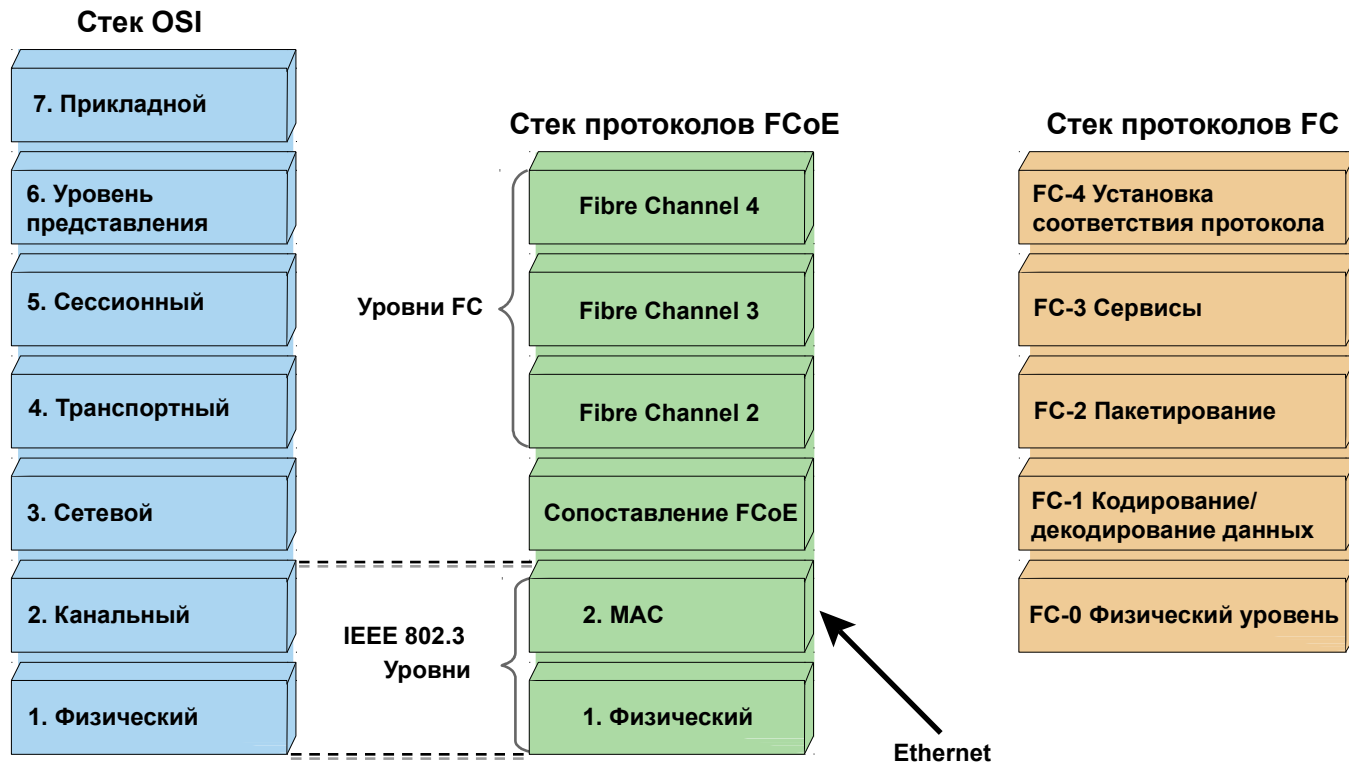 Стек OSI
7. Прикладной
6. Уровень
представления
5. Сессионный
4. Транспортный
3. Сетевой
2. Канальный
1. Физический
Уровни FC
IEEE 802.3
Уровни
Стек протоколов FCoE
Fibre Channel 4
Fibre Channel 3
Fibre Channel 2
Сопоставление FCoE
2. MAC
1. Физический
Ethernet
Стек протоколов FC
FC-4 Установка
соответствия протокола
FC-3 Сервисы
FC-2 Пакетирование
FC-1 Кодирование/
декодирование данных
FC-0 Физический уровень